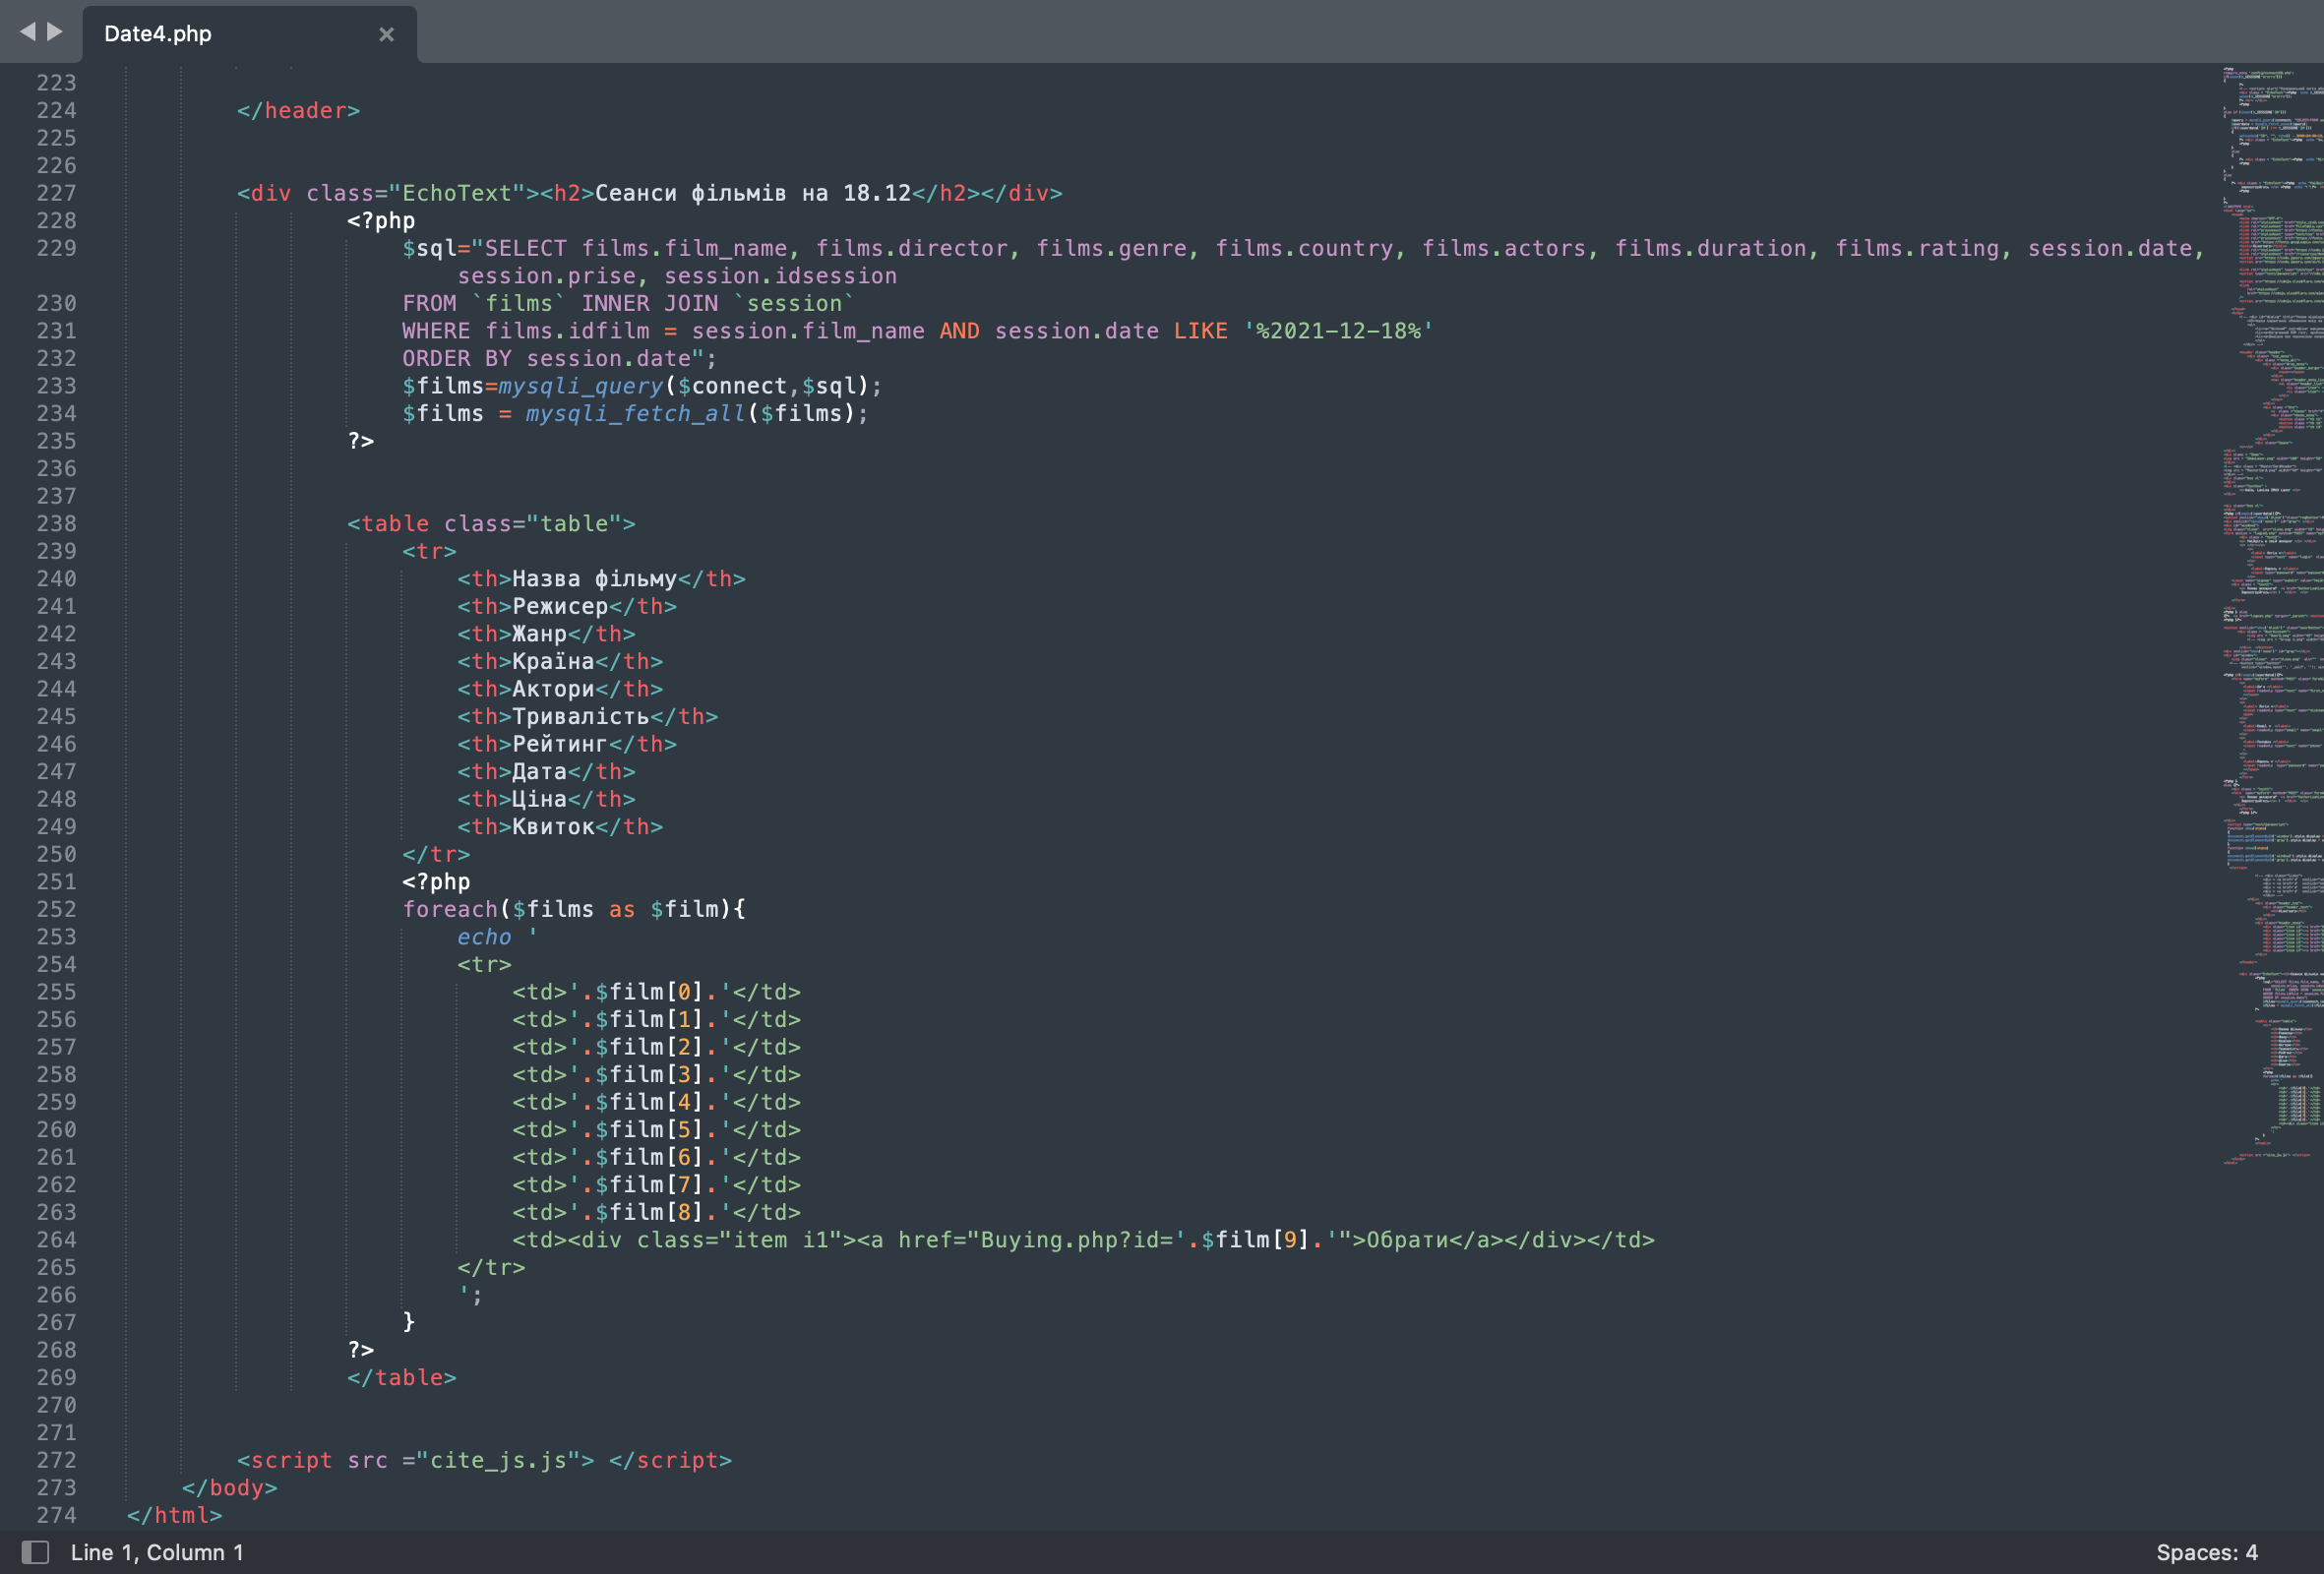 Date4.php
223
224 </header>
225
226
227 <div class="EchoText"><h2>Сеанси фільмів на 18.12</h2></div>
228 <?php
229 $sql="SELECT films.film_name, films.director, films.genre, films.country, films.actors, films.duration, films.rating, session.date,
session.prise, session.idsession
230 FROM `films` INNER JOIN `session`
231 WHERE films.idfilm = session.film_name AND session.date LIKE '%2021-12-18%'
232 ORDER BY session.date";
233 $films=mysqli_query($connect,$sql);
234 $films = mysqli_fetch_all($films);
235 ?>
236
237
238 <table class="table">
239 <tr>
240 <th>Назва фільму</th>
241 <th>Режисер</th>
242 <th>Жанр</th>
243 <th>Країна</th>
244 <th>Актори</th>
245 <th>Тривалість</th>
246 <th>Рейтинг</th>
247 <th>Дата</th>
248 <th>Ціна</th>
249 <th>Квиток</th>
250 </tr>
251 <?php
252 foreach($films as $film){
253 echo '
254 <tr>
255 <td>'.$film[0].'</td>
256 <td>'.$film[1].'</td>
257 <td>'.$film[2].'</td>
258 <td>'.$film[3].'</td>
259 <td>'.$film[4].'</td>
260 <td>'.$film[5].'</td>
261 <td>'.$film[6].'</td>
262 <td>'.$film[7].'</td>
263 <td>'.$film[8].'</td>
264 <td><div class="item i1"><a href="Buying.php?id='.$film[9].'">Обрати</a></div></td>
265 </tr>
266 ';
267 }
268 ?>
269 </table>
270
271
272 <script src ="cite_js.js"> </script>
273 </body>
274 </html>
Line 1, Column 1
Spaces: 4